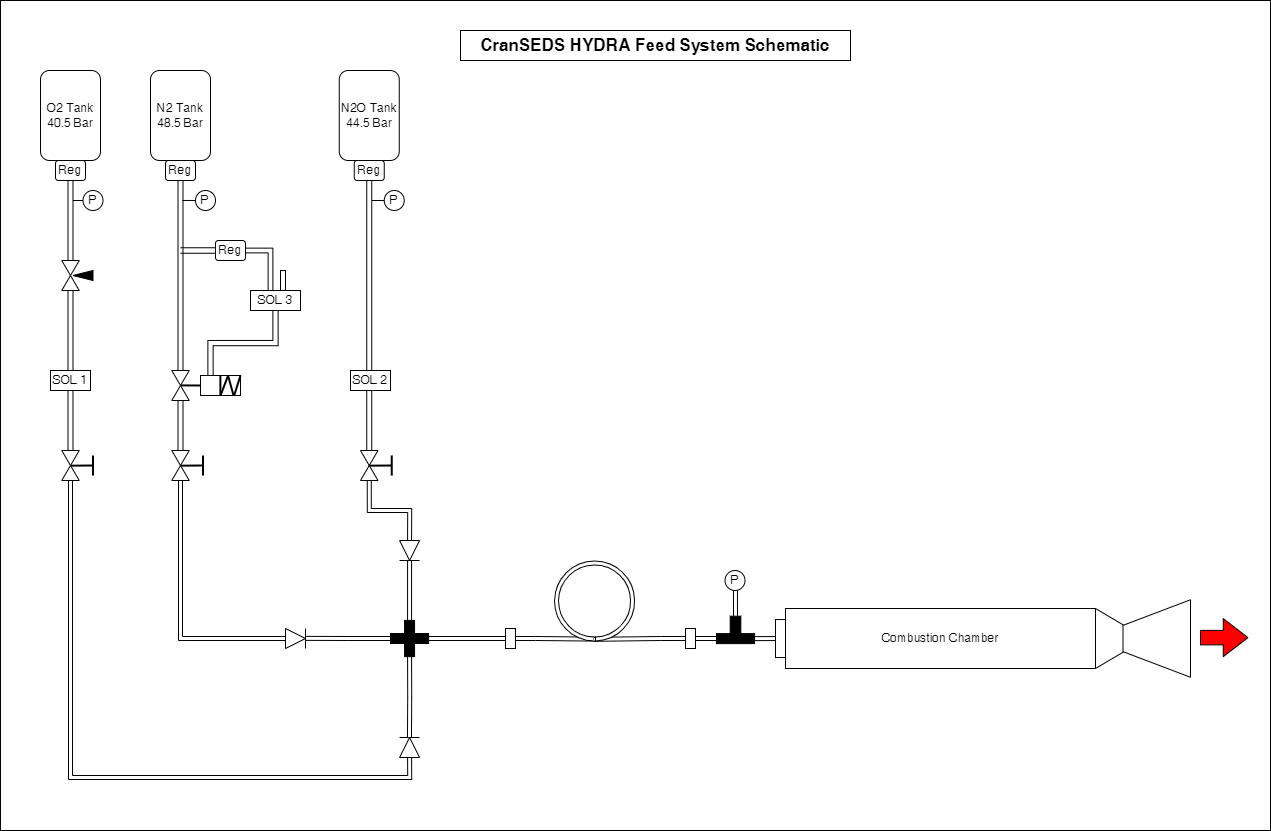 CranSEDS HYDRA Feed System Schematic
O2 Tank
40.5 Bar
N2 Tank
48.5 Bar
N2O Tank
44.5 Bar
Reg
Reg
Reg
P
P
P
Reg
SOL 3
SOL 1
SOL 2
P
Combustion Chamber